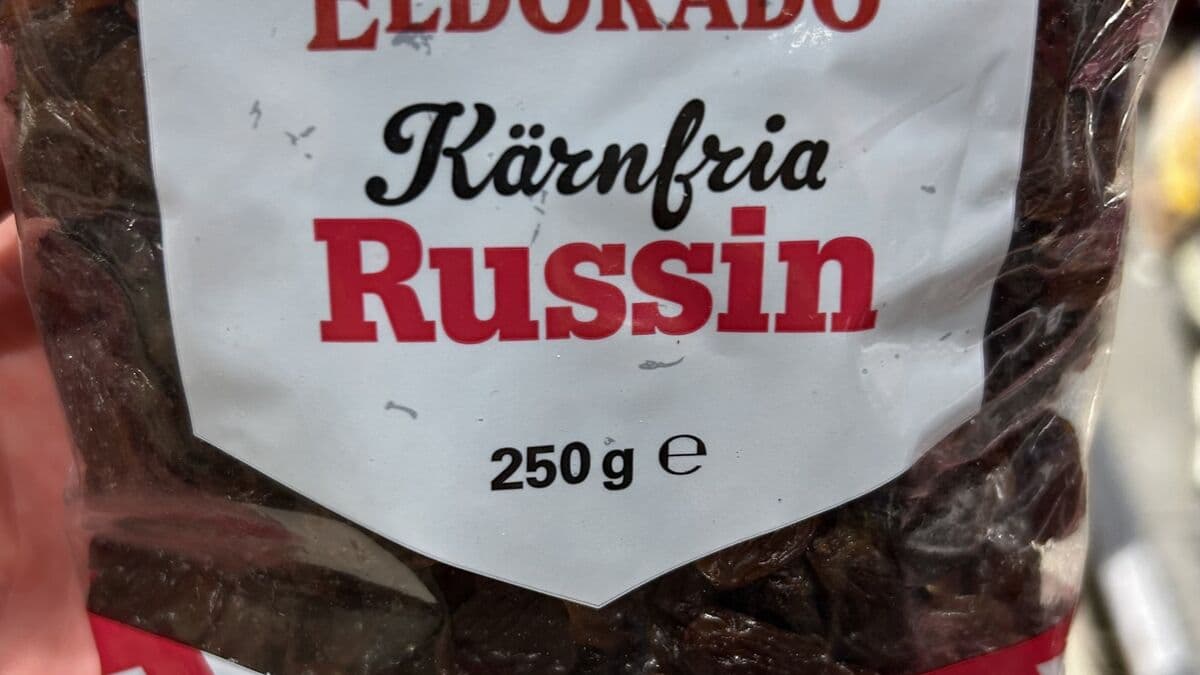 ELDORADO
Kärnfria
Russin
250 g ℮